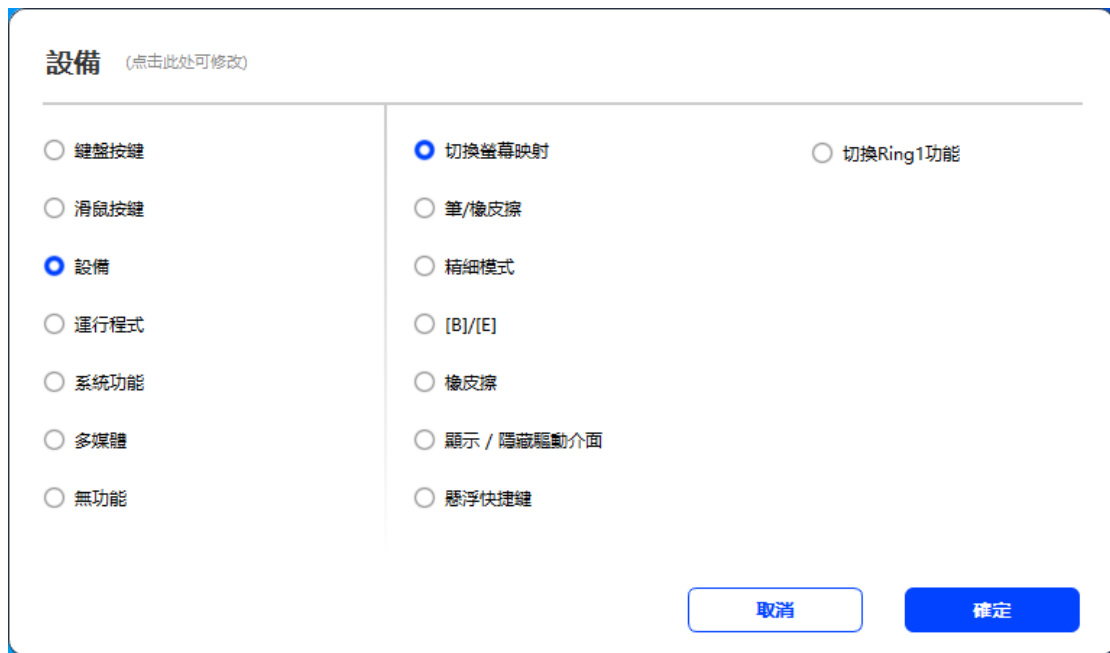 設備 (点击此处可修改)
鍵盤按鍵
滑鼠按鍵
設備
運行程式
系統功能
多媒體
無功能
切換螢幕映射
筆/橡皮擦
精細模式
[B]/[E]
橡皮擦
顯示 / 隱藏驅動介面
懸浮快捷鍵
切換Ring1功能
取消
確定